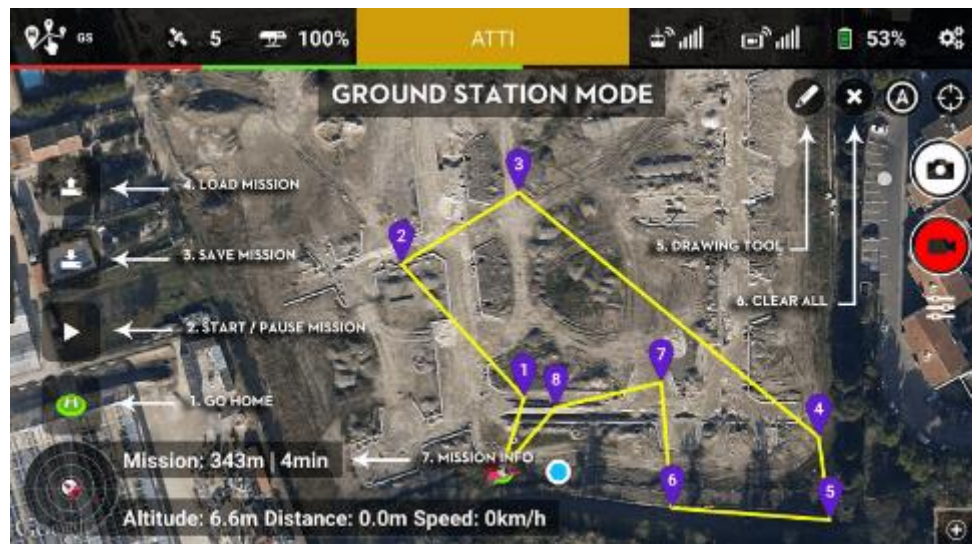 GS 5 100% ATTI 53%
GROUND STATION MODE
A
3
4. LOAD MISSION
2
5. DRAWING TOOL
3. SAVE MISSION
6. CLEAR ALL
2. START / PAUSE MISSION
7
1
8
1. GO HOME
4
Mission: 343m | 4min
7. MISSION INFO
6
5
Altitude: 6.6m Distance: 0.0m Speed: 0km/h